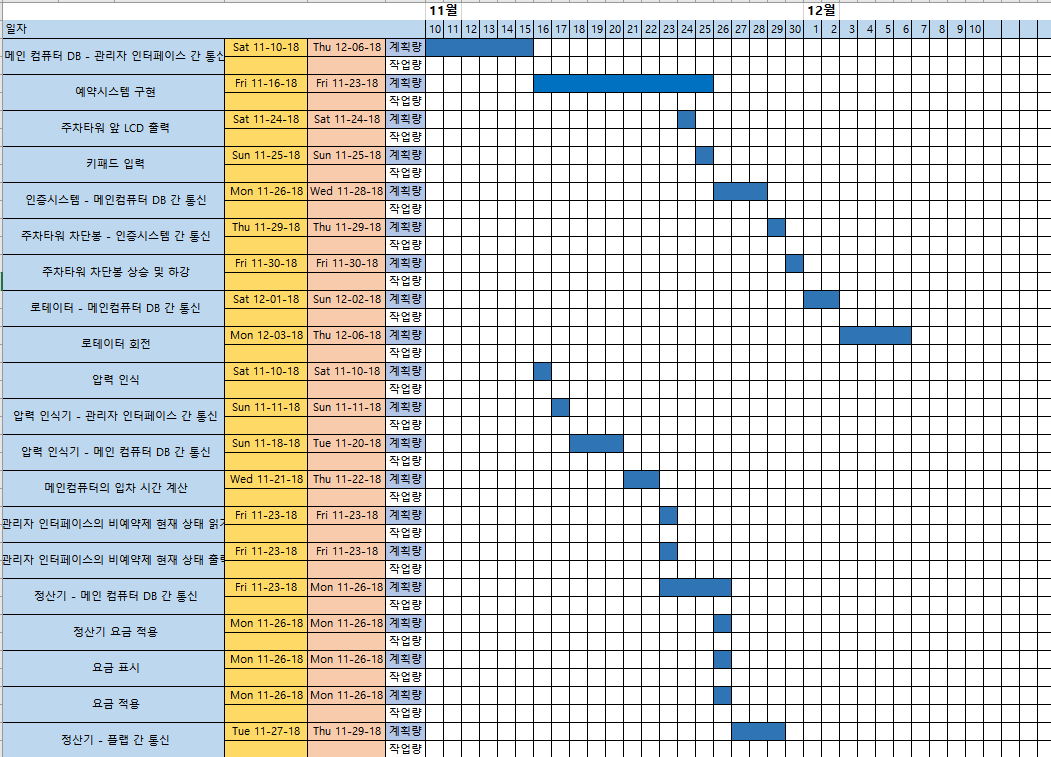 11월 12월
일자 10 11 12 13 14 15 16 17 18 19 20 21 22 23 24 25 26 27 28 29 30 1 2 3 4 5 6 7 8 9 10
메인 컴퓨터 DB - 관리자 인터페이스 간 통신 Sat 11-10-18 Thu 12-06-18 계획량
작업량
예약시스템 구현 Fri 11-16-18 Fri 11-23-18 계획량
작업량
주차타워 앞 LCD 출력 Sat 11-24-18 Sat 11-24-18 계획량
작업량
키패드 입력 Sun 11-25-18 Sun 11-25-18 계획량
작업량
인증시스템 - 메인컴퓨터 DB 간 통신 Mon 11-26-18 Wed 11-28-18 계획량
작업량
주차타워 차단봉 - 인증시스템 간 통신 Thu 11-29-18 Thu 11-29-18 계획량
작업량
주차타워 차단봉 상승 및 하강 Fri 11-30-18 Fri 11-30-18 계획량
작업량
로테이터 - 메인컴퓨터 DB 간 통신 Sat 12-01-18 Sun 12-02-18 계획량
작업량
로테이터 회전 Mon 12-03-18 Thu 12-06-18 계획량
작업량
압력 인식 Sat 11-10-18 Sat 11-10-18 계획량
작업량
압력 인식기 - 관리자 인터페이스 간 통신 Sun 11-11-18 Sun 11-11-18 계획량
작업량
압력 인식기 - 메인 컴퓨터 DB 간 통신 Sun 11-18-18 Tue 11-20-18 계획량
작업량
메인컴퓨터의 입차 시간 계산 Wed 11-21-18 Thu 11-22-18 계획량
작업량
관리자 인터페이스의 비예약제 현재 상태 읽기 Fri 11-23-18 Fri 11-23-18 계획량
작업량
관리자 인터페이스의 비예약제 현재 상태 출력 Fri 11-23-18 Fri 11-23-18 계획량
작업량
정산기 - 메인 컴퓨터 DB 간 통신 Fri 11-23-18 Mon 11-26-18 계획량
작업량
정산기 요금 적용 Mon 11-26-18 Mon 11-26-18 계획량
작업량
요금 표시 Mon 11-26-18 Mon 11-26-18 계획량
작업량
요금 적용 Mon 11-26-18 Mon 11-26-18 계획량
작업량
정산기 - 플랩 간 통신 Tue 11-27-18 Thu 11-29-18 계획량
작업량